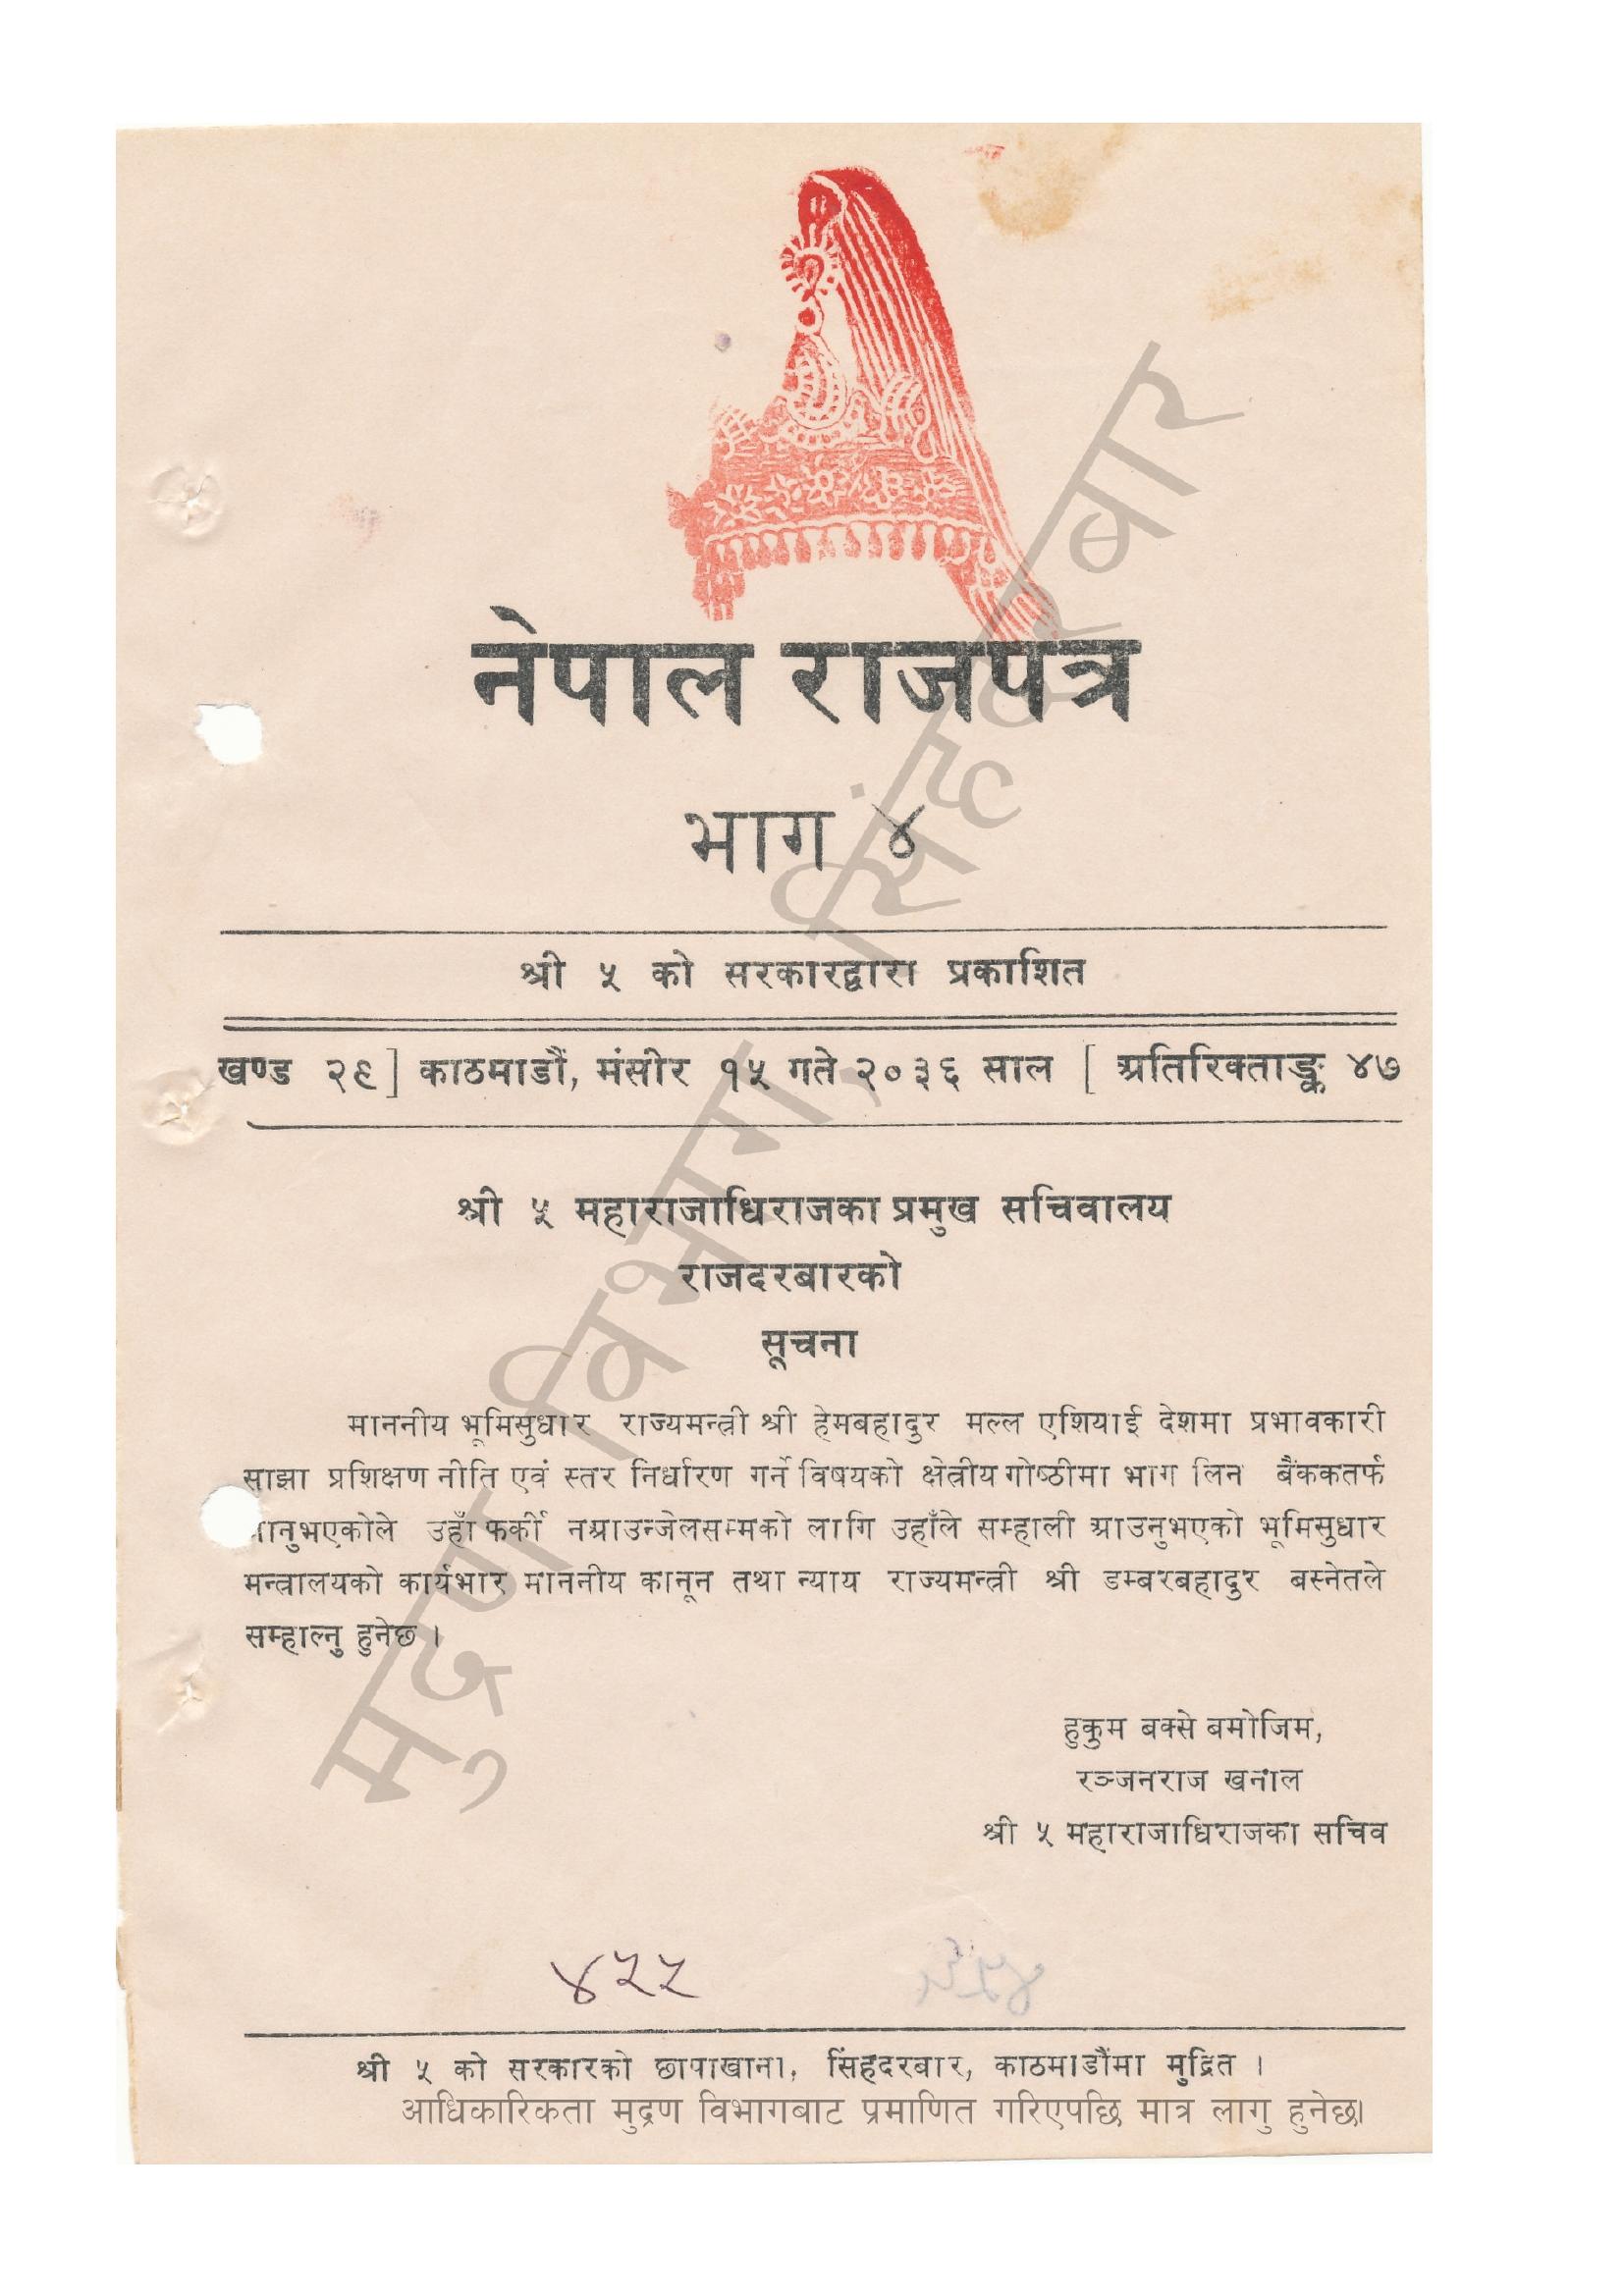 नेपाल राजपत्र
भाग ४
श्री ५ को सरकारद्वारा प्रकाशित
खण्ड २९] काठमाडौं, मंसीर १५ गते २०३६ साल [ अतिरिक्ताङ्क ४७
श्री ५ महाराजाधिराजका प्रमुख सचिवालय
राजदरबारको
सूचना
माननीय भूमिसुधार राज्यमन्त्री श्री हेमबहादुर मल्ल एशियाई देशमा प्रभावकारी
साझा प्रशिक्षण नीति एवं स्तर निर्धारण गर्ने विषयको क्षेत्रीय गोष्ठीमा भाग लिन बैंककतर्फ
जानुभएकोले उहाँ फर्की नआउन्जेलसम्मको लागि उहाँले सम्हाली आउनुभएको भूमिसुधार
मन्त्रालयको कार्यभार माननीय कानून तथा न्याय राज्यमन्त्री श्री डम्बरबहादुर बस्नेतले
सम्हाल्नु हुनेछ ।
हुकुम बक्से बमोजिम,
रञ्जनराज खनाल
श्री ५ महाराजाधिराजका सचिव
४५५
श्री ५ को सरकारको छापाखाना, सिंहदरबार, काठमाडौंमा मुद्रित ।
आधिकारिकता मुद्रण विभागबाट प्रमाणित गरिएपछि मात्र लागु हुनेछ।
मुद्रण विभाग, सिंहदरबार